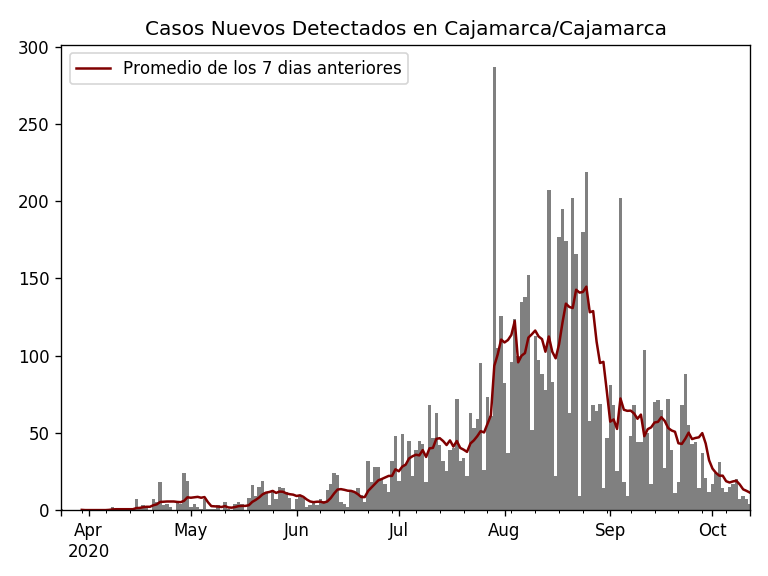 Casos Nuevos Detectados en Cajamarca/Cajamarca
Promedio de los 7 dias anteriores
300
250
200
150
100
50
0
Apr May Jun Jul Aug Sep Oct
2020